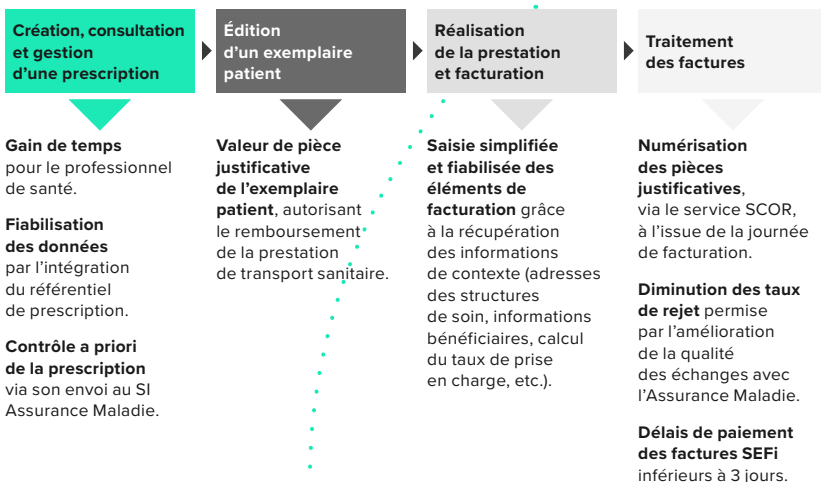 Création, consultation
et gestion
d'une prescription
Édition
d'un exemplaire
patient
Réalisation
de la prestation
et facturation
Traitement
des factures
Gain de temps
pour le professionnel
de santé.
Fiabilisation
des données
par l'intégration
du référentiel
de prescription.
Contrôle a priori
de la prescription
via son envoi au SI
Assurance Maladie.
Valeur de pièce
justificative
de l'exemplaire
patient, autorisant
le remboursement
de la prestation
de transport sanitaire.
Saisie simplifiée
et fiabilisée des
éléments de
facturation grâce
à la récupération
des informations
de contexte (adresses
des structures
de soin, informations
bénéficiaires, calcul
du taux de prise
en charge, etc.).
Numérisation
des pièces
justificatives,
via le service SCOR,
à l'issue de la journée
de facturation.
Diminution des taux
de rejet permise
par l'amélioration
de la qualité
des échanges avec
l'Assurance Maladie.
Délais de paiement
des factures SEFi
inférieurs à 3 jours.